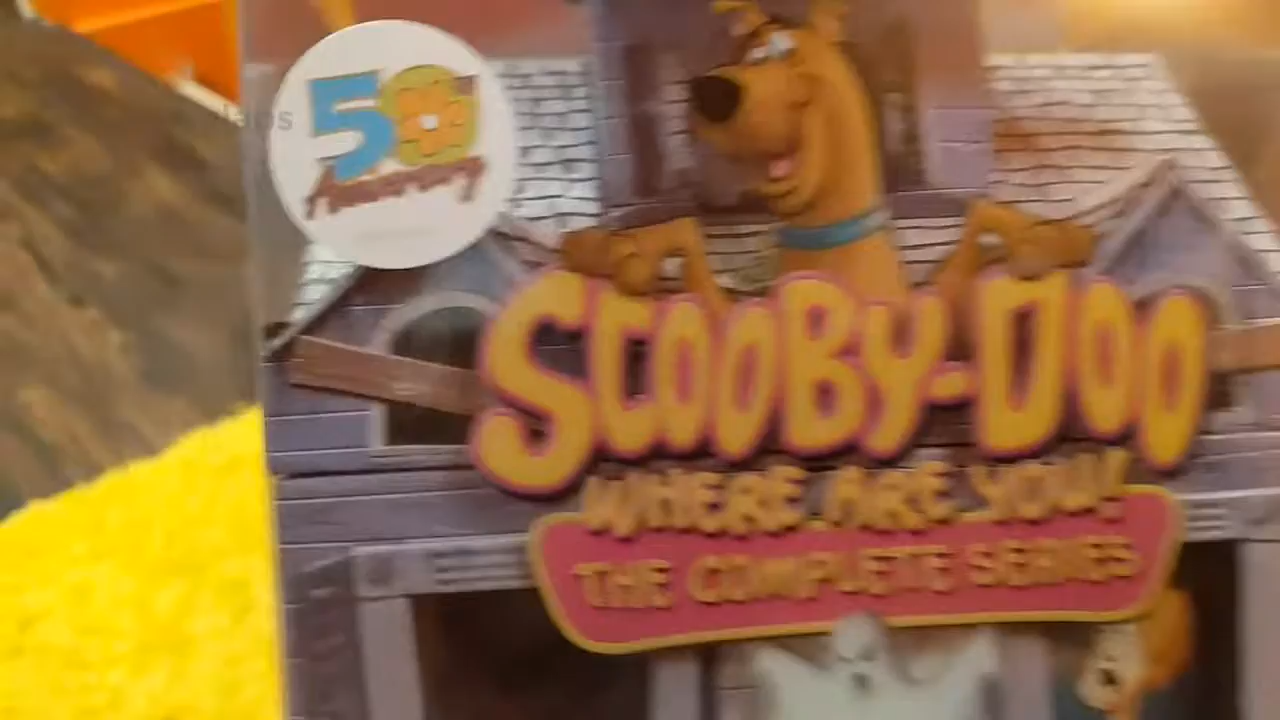 50
Anniversary
SCOOBY-DOO
WHERE ARE YOU!
THE COMPLETE SERIES